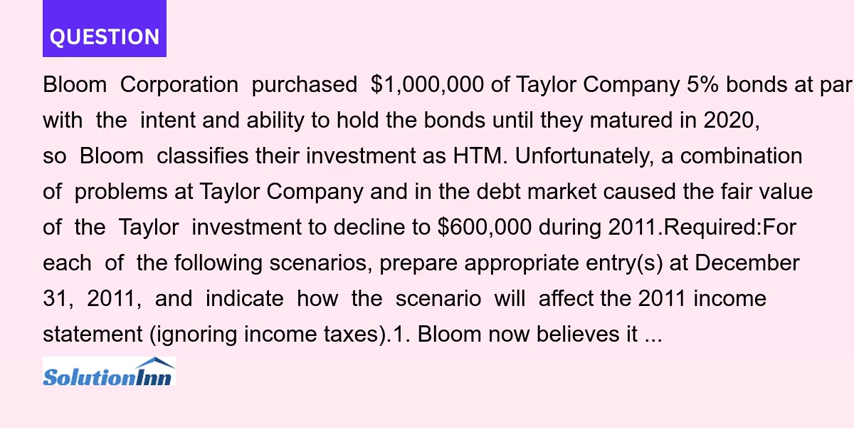 QUESTION
Bloom Corporation purchased $1,000,000 of Taylor Company 5% bonds at par
with the intent and ability to hold the bonds until they matured in 2020,
so Bloom classifies their investment as HTM. Unfortunately, a combination
of problems at Taylor Company and in the debt market caused the fair value
of the Taylor investment to decline to $600,000 during 2011.Required:For
each of the following scenarios, prepare appropriate entry(s) at December
31, 2011, and indicate how the scenario will affect the 2011 income
statement (ignoring income taxes).1. Bloom now believes it ...
SolutionInn